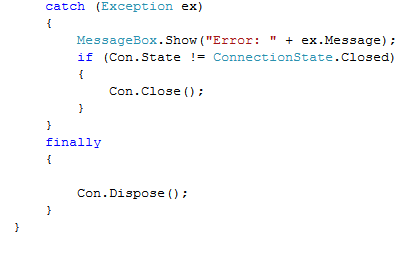 catch (Exception ex)
{
MessageBox.Show("Error: " + ex.Message);
if (Con.State != ConnectionState.Closed)
{
Con.Close();
}
}
finally
{
Con.Dispose();
}
}